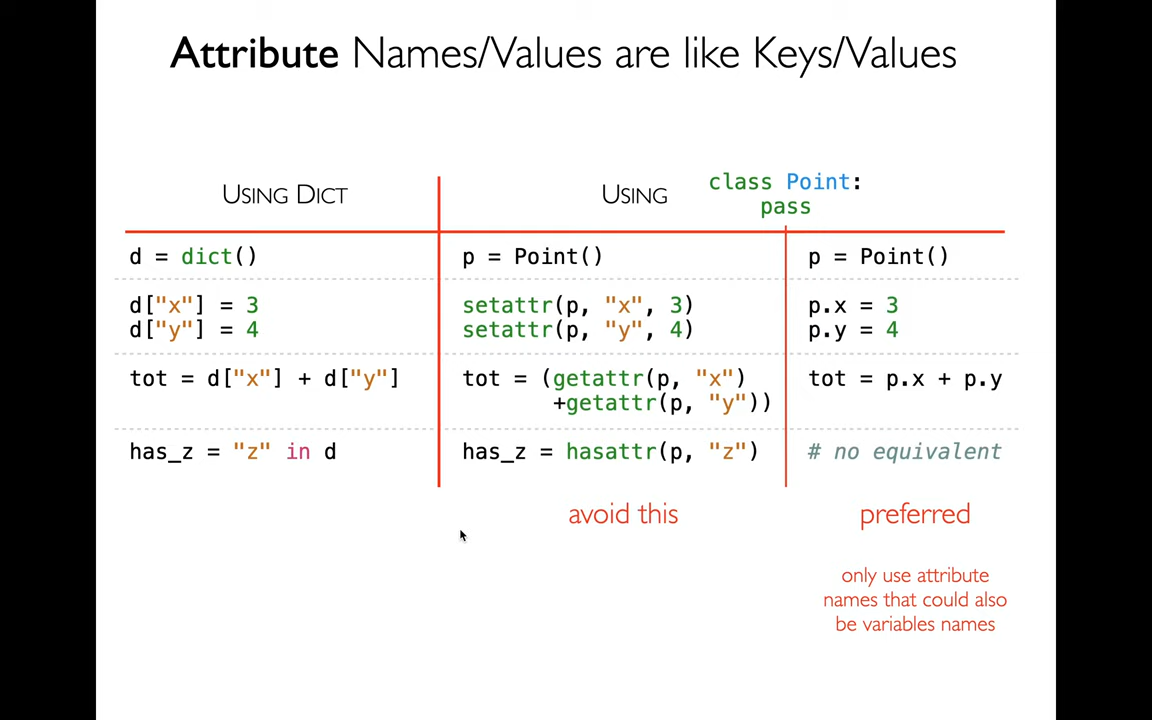 Attribute Names/Values are like Keys/Values
USING DICT
USING
class Point:
pass
d = dict()
p = Point()
p = Point()
d["x"] = 3
d["y"] = 4
setattr(p, "x", 3)
setattr(p, "y", 4)
p.x = 3
p.y = 4
tot = d["x"] + d["y"]
tot = (getattr(p, "x")
+getattr(p, "y"))
tot = p.x + p.y
has_z = "z" in d
has_z = hasattr(p, "z")
# no equivalent
avoid this
preferred
only use attribute
names that could also
be variables names